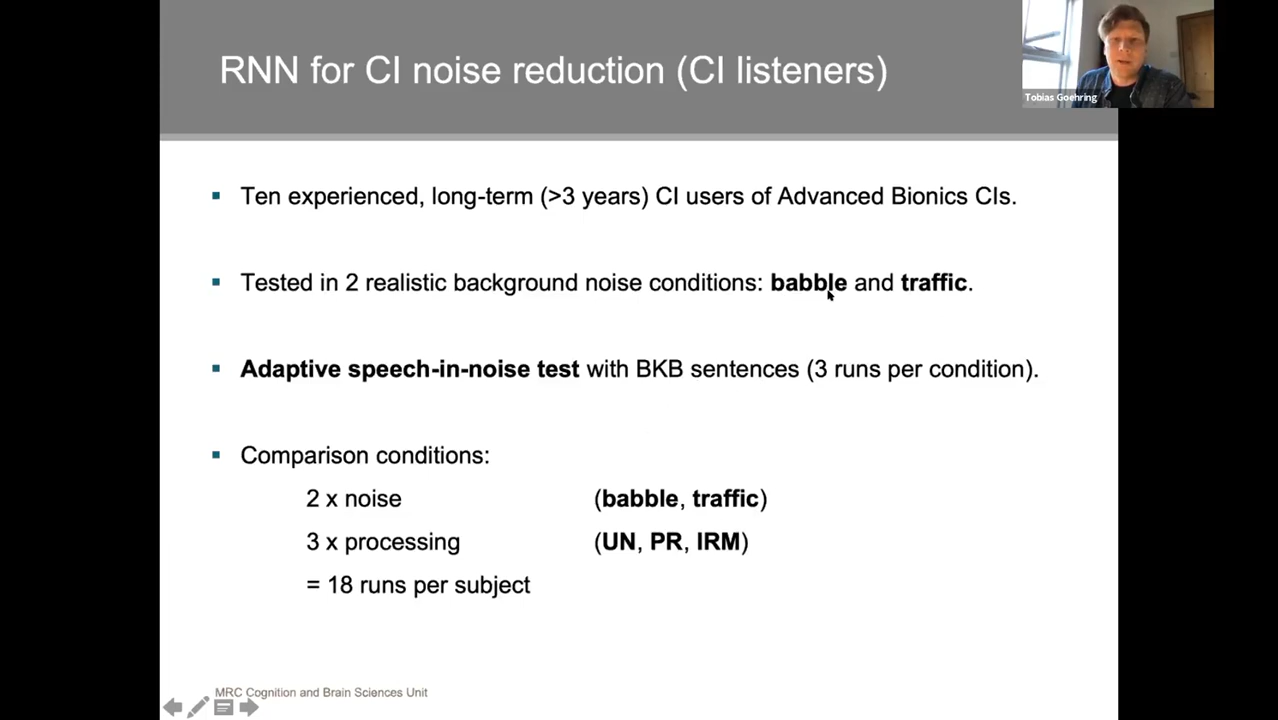 RNN for CI noise reduction (CI listeners)
Tobias Goehring
Ten experienced, long-term (>3 years) CI users of Advanced Bionics CIs.
Tested in 2 realistic background noise conditions: babble and traffic.
Adaptive speech-in-noise test with BKB sentences (3 runs per condition).
Comparison conditions:
2 x noise (babble, traffic)
3 x processing (UN, PR, IRM)
= 18 runs per subject
MRC Cognition and Brain Sciences Unit